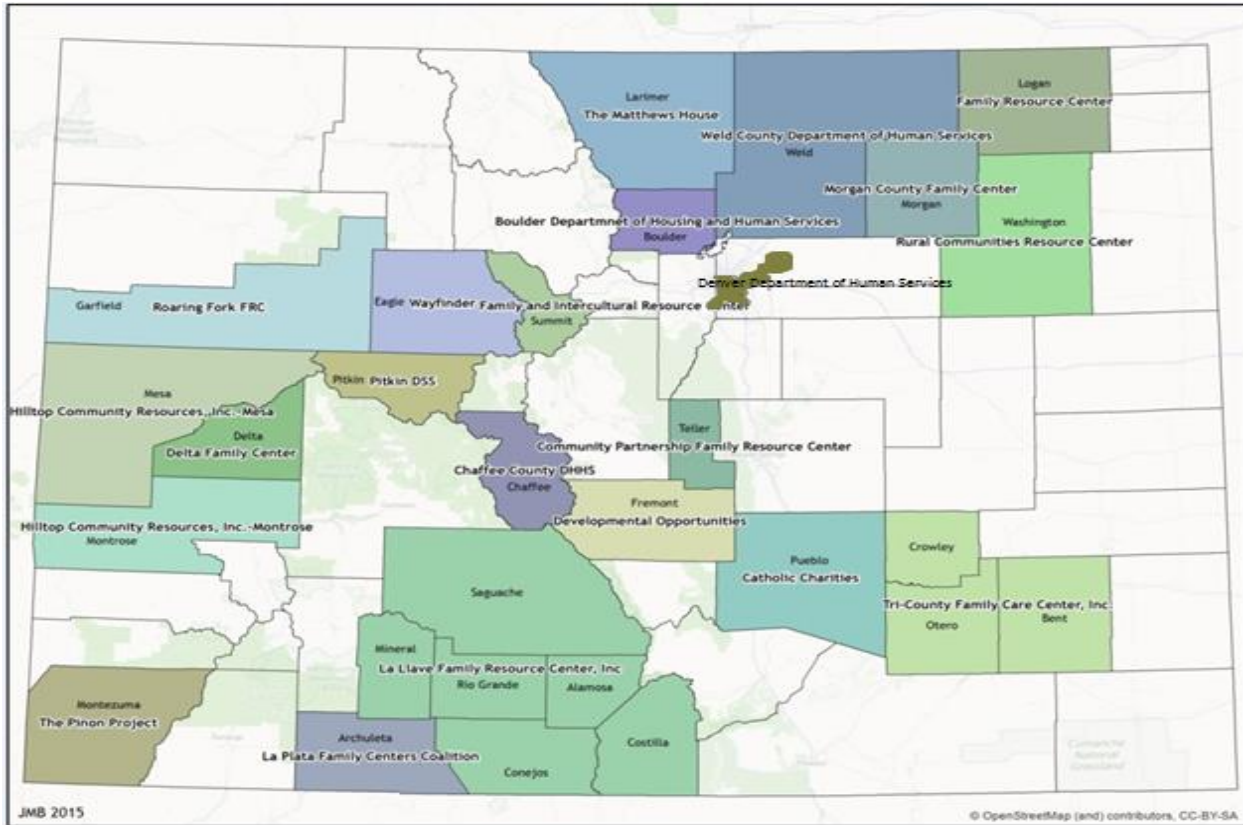 Larimer
The Matthews House
Logan
Family Resource Center
Weld County Department of Human Services
Weld
Morgan County Family Center
Morgan
Boulder Departmnet of Housing and Human Services
Boulder
Washington
Rural Communities Resource Center
Denver Department of Human Services
Garfield
Roaring Fork FRC
Eagle
Wayfinder
Family and Intercultural Resource Center
Summit
Mesa
Hilltop Community Resources, Inc.-Mesa
Pitkin
Pitkin DSS
Delta
Delta Family Center
Teller
Community Partnership Family Resource Center
Chaffee County DHHS
Chaffee
Fremont
Developmental Opportunities
Hilltop Community Resources, Inc.-Montrose
Montrose
Pueblo
Catholic Charities
Crowley
Tri-County Family Care Center, Inc.
Otero
Bent
Saguache
Mineral
La Llave Family Resource Center, Inc
Rio Grande
Alamosa
Montezuma
The Pinon Project
Archuleta
La Plata Family Centers Coalition
Conejos
Costilla
Comanche
National
Grassland
JMB 2015
© OpenStreetMap (and) contributors, CC-BY-SA